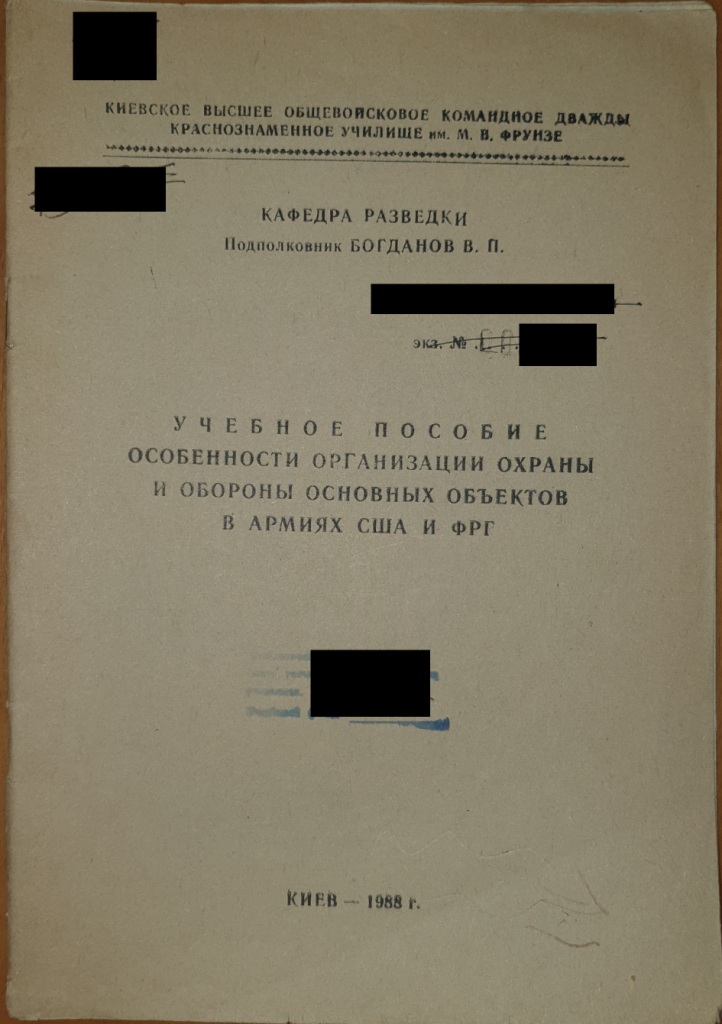 КИЕВСКОЕ ВЫСШЕЕ ОБЩЕВОЙСКОВОЕ КОМАНДНОЕ ДВАЖДЫ
КРАСНОЗНАМЕННОЕ УЧИЛИЩЕ им. М. В. ФРУНЗЕ
КАФЕДРА РАЗВЕДКИ
Подполковник БОГДАНОВ В. П.
экз. №
УЧЕБНОЕ ПОСОБИЕ
ОСОБЕННОСТИ ОРГАНИЗАЦИИ ОХРАНЫ
И ОБОРОНЫ ОСНОВНЫХ ОБЪЕКТОВ
В АРМИЯХ США И ФРГ
КИЕВ — 1988 г.